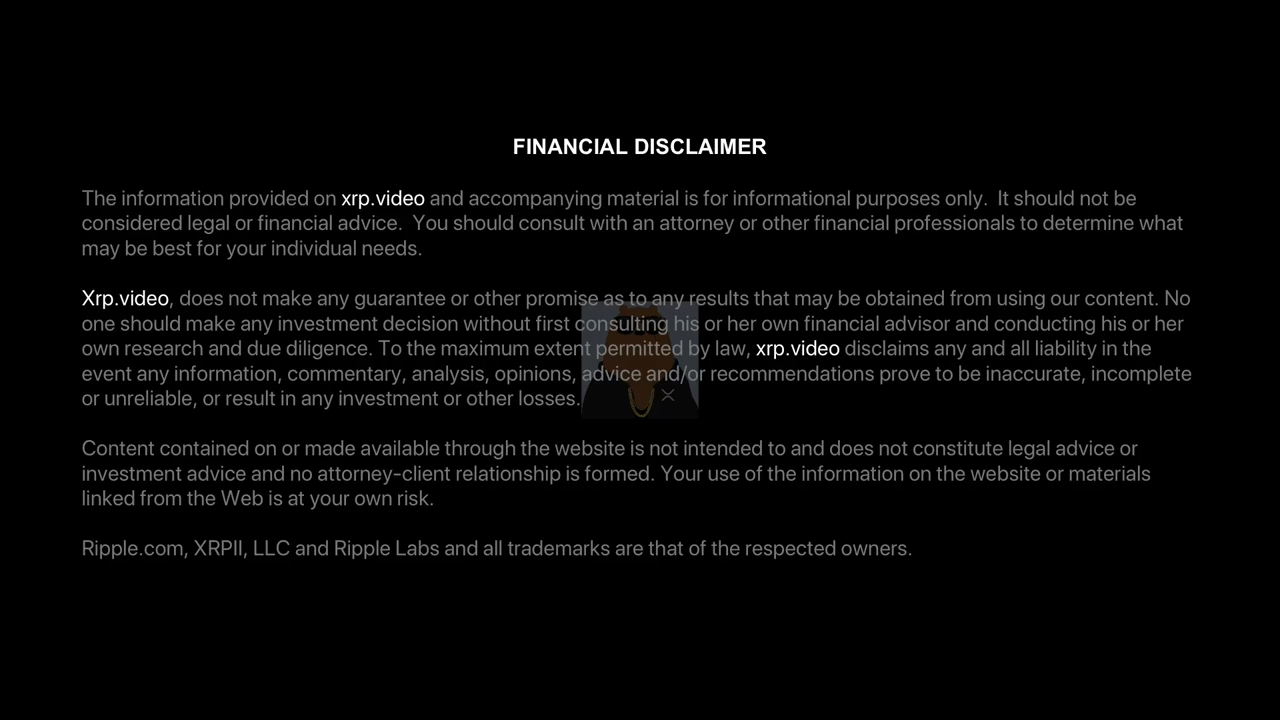 FINANCIAL DISCLAIMER
The information provided on xrp.video and accompanying material is for informational purposes only.  It should not be
considered legal or financial advice.  You should consult with an attorney or other financial professionals to determine what
may be best for your individual needs.
Xrp.video, does not make any guarantee or other promise as to any results that may be obtained from using our content. No
one should make any investment decision without first consulting his or her own financial advisor and conducting his or her
own research and due diligence. To the maximum extent permitted by law, xrp.video disclaims any and all liability in the
event any information, commentary, analysis, opinions, advice and/or recommendations prove to be inaccurate, incomplete
or unreliable, or result in any investment or other losses.
Content contained on or made available through the website is not intended to and does not constitute legal advice or
investment advice and no attorney-client relationship is formed. Your use of the information on the website or materials
linked from the Web is at your own risk.
Ripple.com, XRPII, LLC and Ripple Labs and all trademarks are that of the respected owners.